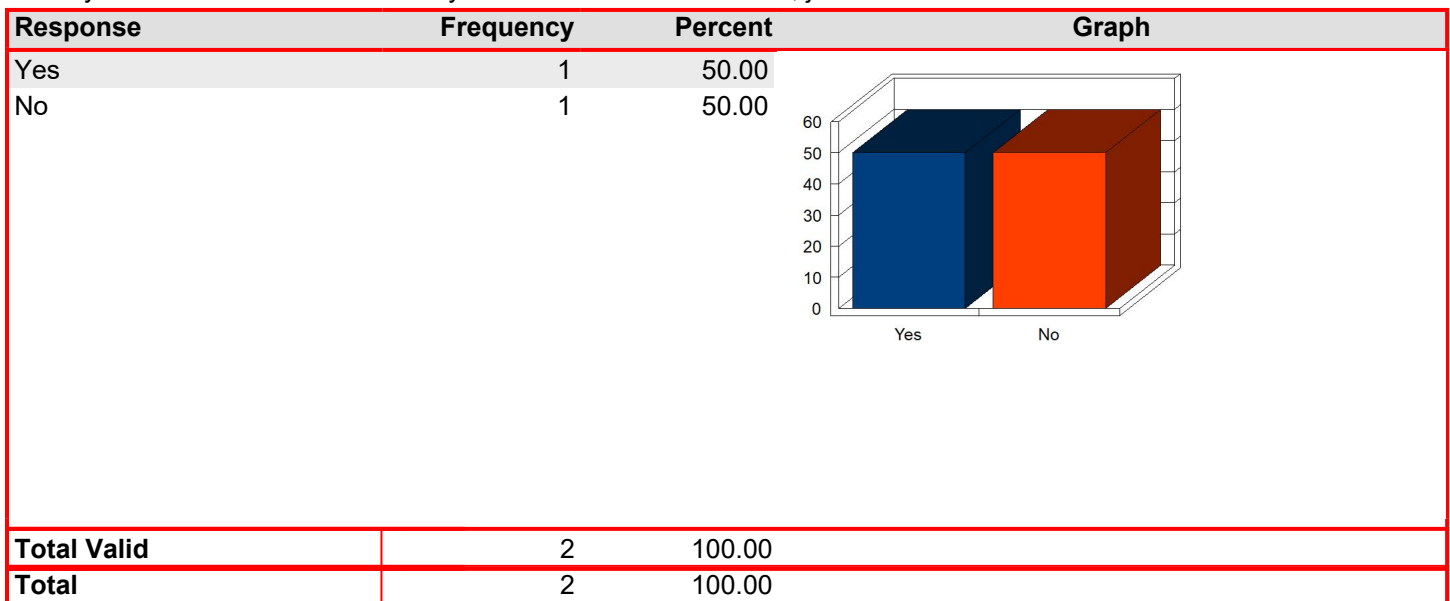 Response Frequency Percent Graph
Yes 1 50.00
No 1 50.00
60
50
40
30
20
10
0
Yes No
Total Valid 2 100.00
Total 2 100.00